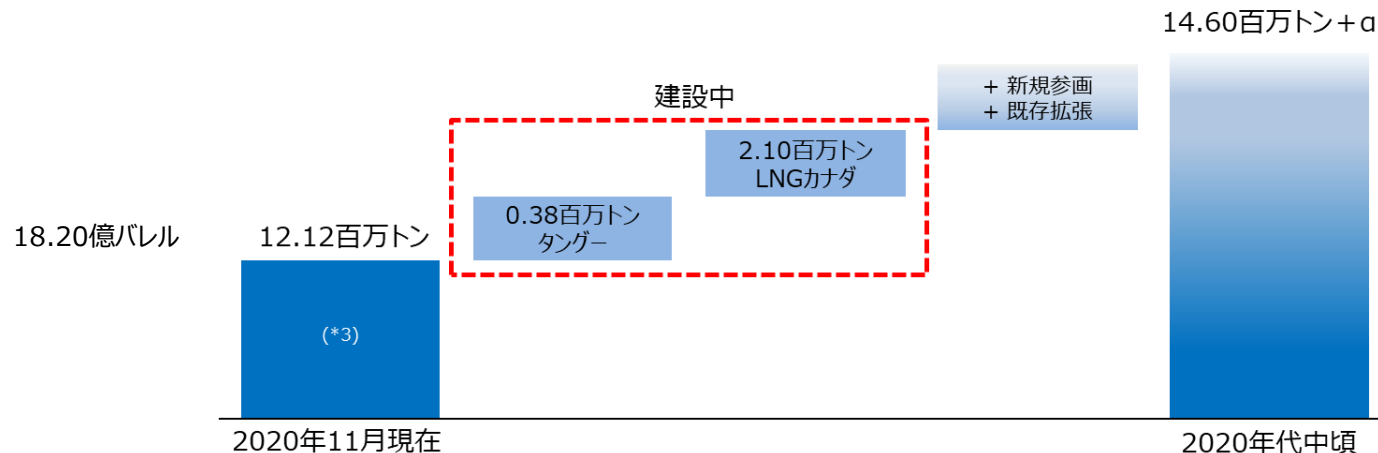 14.60百万トン＋α
建設中
+ 新規参画
+ 既存拡張
2.10百万トン
LNGカナダ
0.38百万トン
タングー
18.20億バレル
12.12百万トン
(*3)
2020年11月現在
2020年代中頃